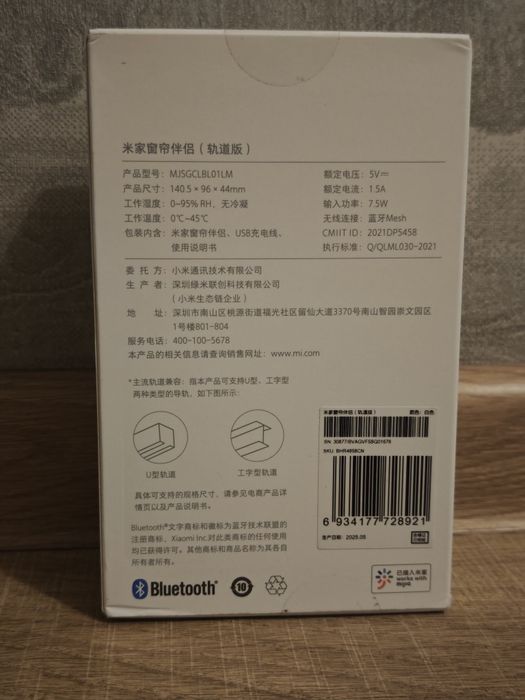 米家窗帘伴侣（轨道版）
产品型号：MJSGCLBL01LM
产品尺寸：140.5×96×44mm
工作湿度：0~95% RH，无冷凝
工作温度：0℃~45℃
包装内含：米家窗帘伴侣、USB充电线、
使用说明书
额定电压：5V⎓
额定电流：1.5A
输入功率：7.5W
无线连接：蓝牙Mesh
CMIIT ID：2021DP5458
执行标准：Q/QLML030-2021
委 托 方：小米通讯技术有限公司
生 产 者：深圳绿米联创科技有限公司
（小米生态链企业）
地 址：深圳市南山区桃源街道福光社区留仙大道3370号南山智园崇文园区
1号楼801-804
服务电话：400-100-5678
本产品的相关信息请查询销售网址：www.mi.com
*主流轨道兼容：指本产品可支持U型、工字型
两种类型的导轨，如下图所示：
U型轨道
工字型轨道
具体可支持的规格尺寸，请参见电商产品详
情页以及产品说明书。
Bluetooth®文字商标和徽标为蓝牙技术联盟的
注册商标，Xiaomi Inc.对此类商标的任何使用
均已获得许可。其他商标和商品名称为其各自
所有者所有。
Bluetooth®
10
米家窗帘伴侣（轨道版）
颜色：白色
SKU: BHR4858CN
6 934177 728921
生产日期：2025.05
已接入米家
works with
mijia